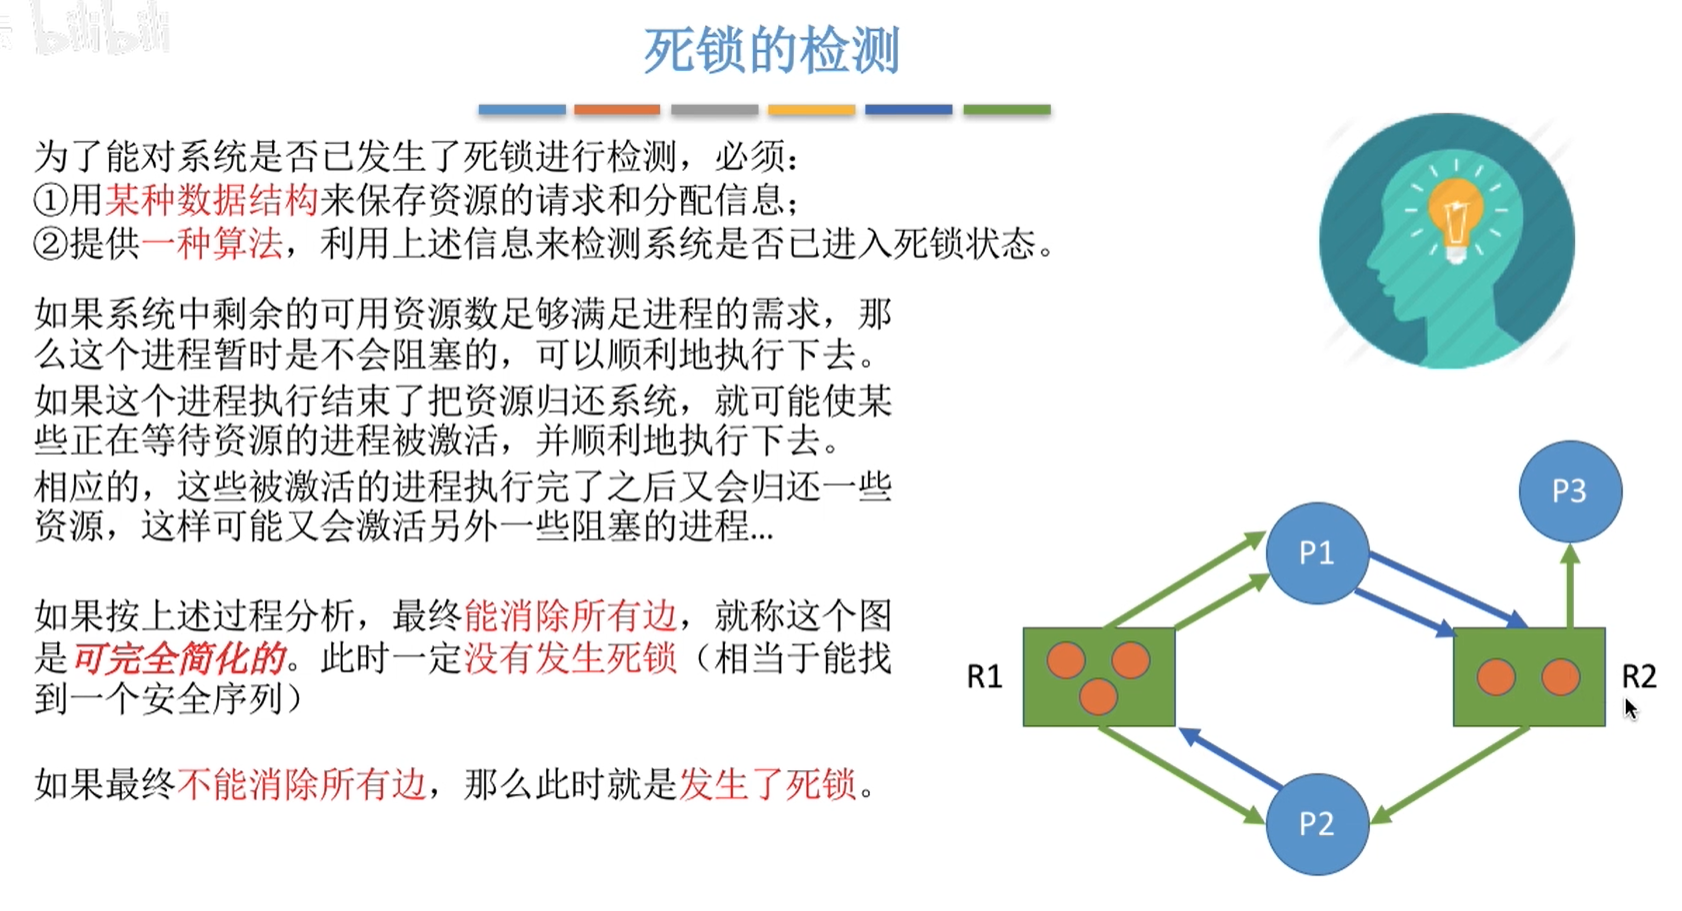 bilibili
死锁的检测
为了能对系统是否已发生了死锁进行检测，必须：
①用某种数据结构来保存资源的请求和分配信息；
②提供一种算法，利用上述信息来检测系统是否已进入死锁状态。
如果系统中剩余的可用资源数足够满足进程的需求，那
么这个进程暂时是不会阻塞的，可以顺利地执行下去。
如果这个进程执行结束了把资源归还系统，就可能使某
些正在等待资源的进程被激活，并顺利地执行下去。
相应的，这些被激活的进程执行完了之后又会归还一些
资源，这样可能又会激活另外一些阻塞的进程...
如果按上述过程分析，最终能消除所有边，就称这个图
是可完全简化的。此时一定没有发生死锁（相当于能找
到一个安全序列）
如果最终不能消除所有边，那么此时就是发生了死锁。
P3
P1
R1
R2
P2